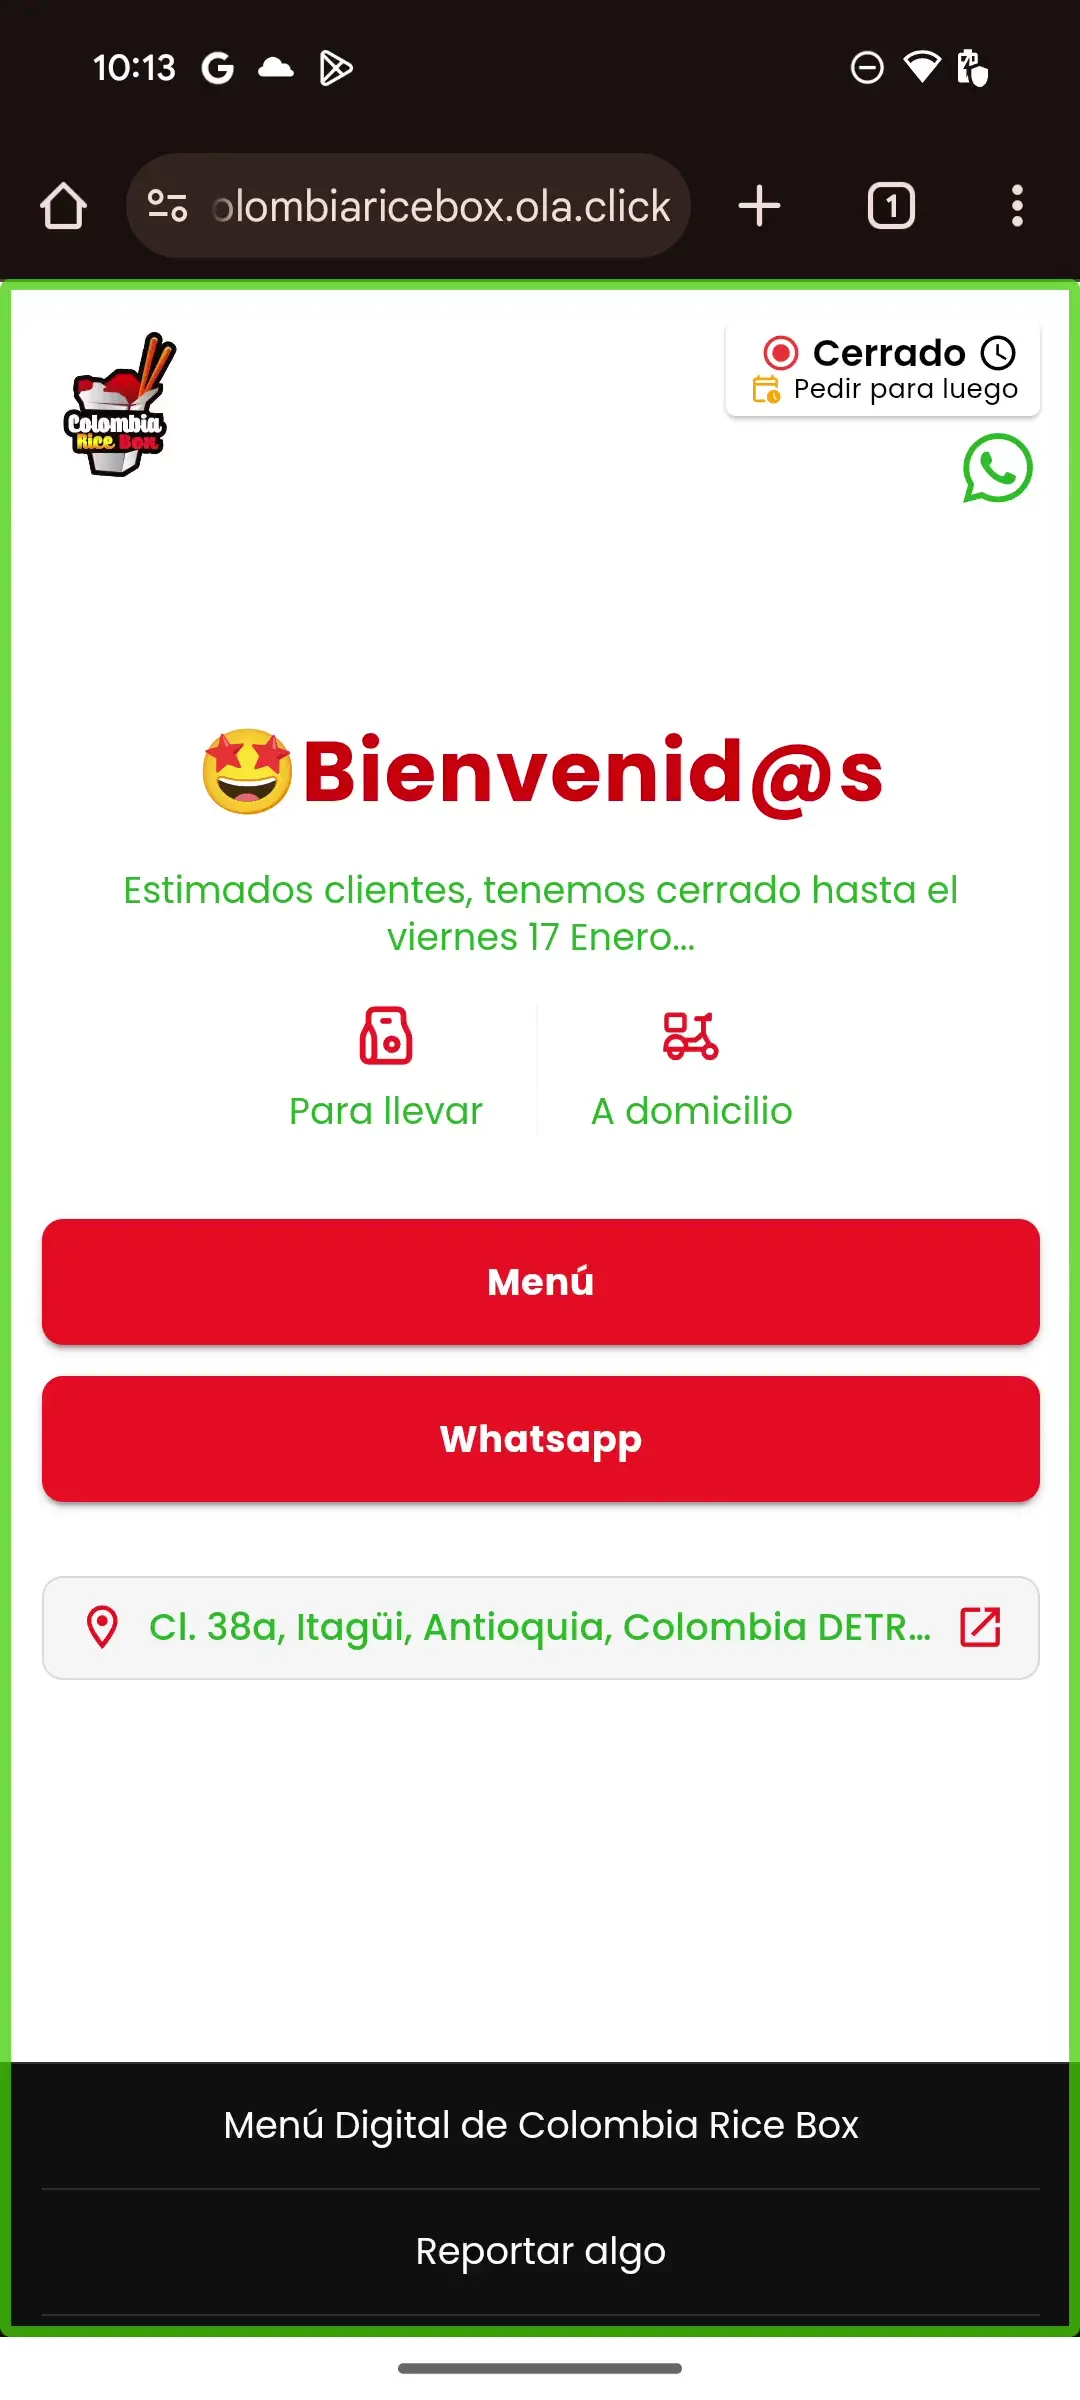 10:13
olombiaricebox.ola.click
1
Colombia
Rice Box
Cerrado
Pedir para luego
Bienvenid@s
Estimados clientes, tenemos cerrado hasta el
viernes 17 Enero...
Para llevar
A domicilio
Menú
Whatsapp
Cl. 38a, Itagüi, Antioquia, Colombia DETR...
Menú Digital de Colombia Rice Box
Reportar algo